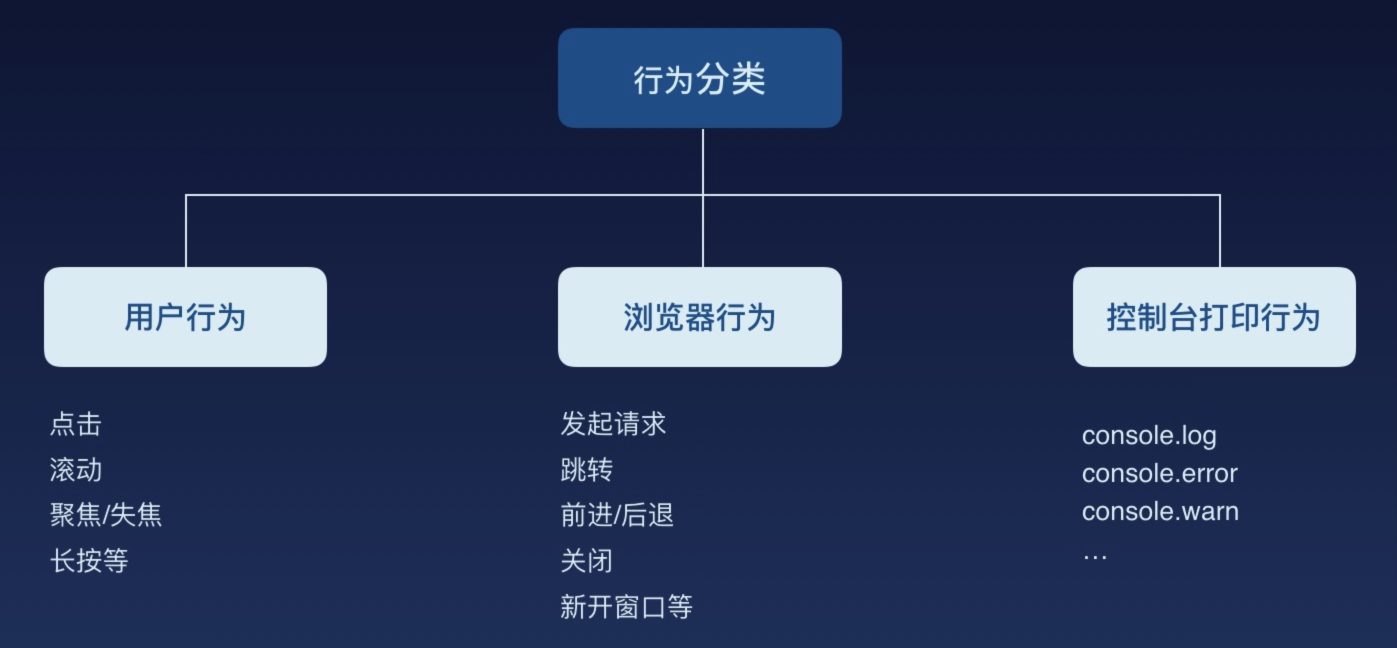 行为分类
用户行为
点击
滚动
聚焦/失焦
长按等
浏览器行为
发起请求
跳转
前进/后退
关闭
新开窗口等
控制台打印行为
console.log
console.error
console.warn
...